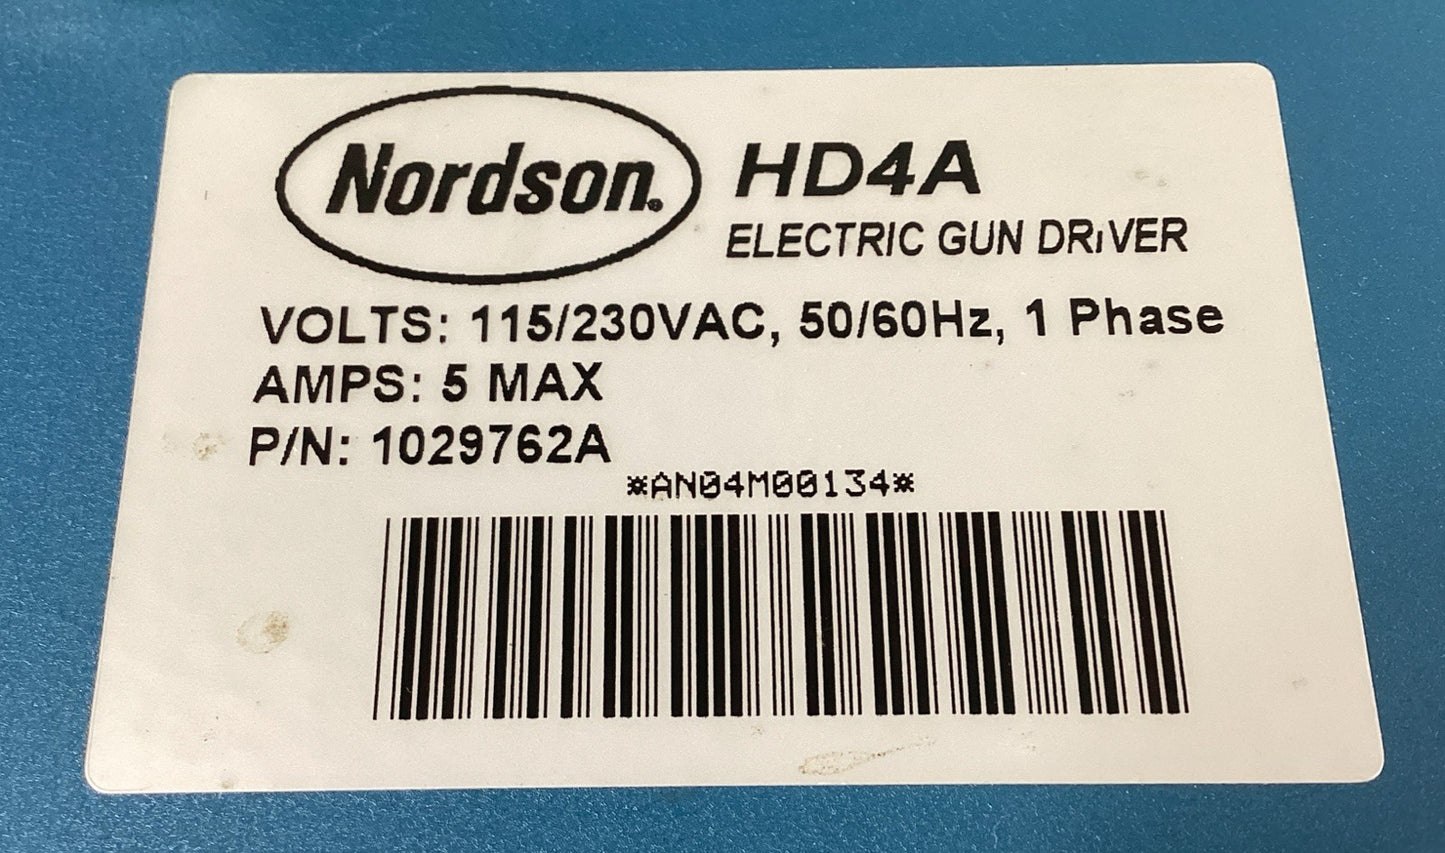 Nordson®
HD4A
ELECTRIC GUN DRIVER
VOLTS: 115/230VAC, 50/60Hz, 1 Phase
AMPS: 5 MAX
P/N: 1029762A
*AN04M00134*